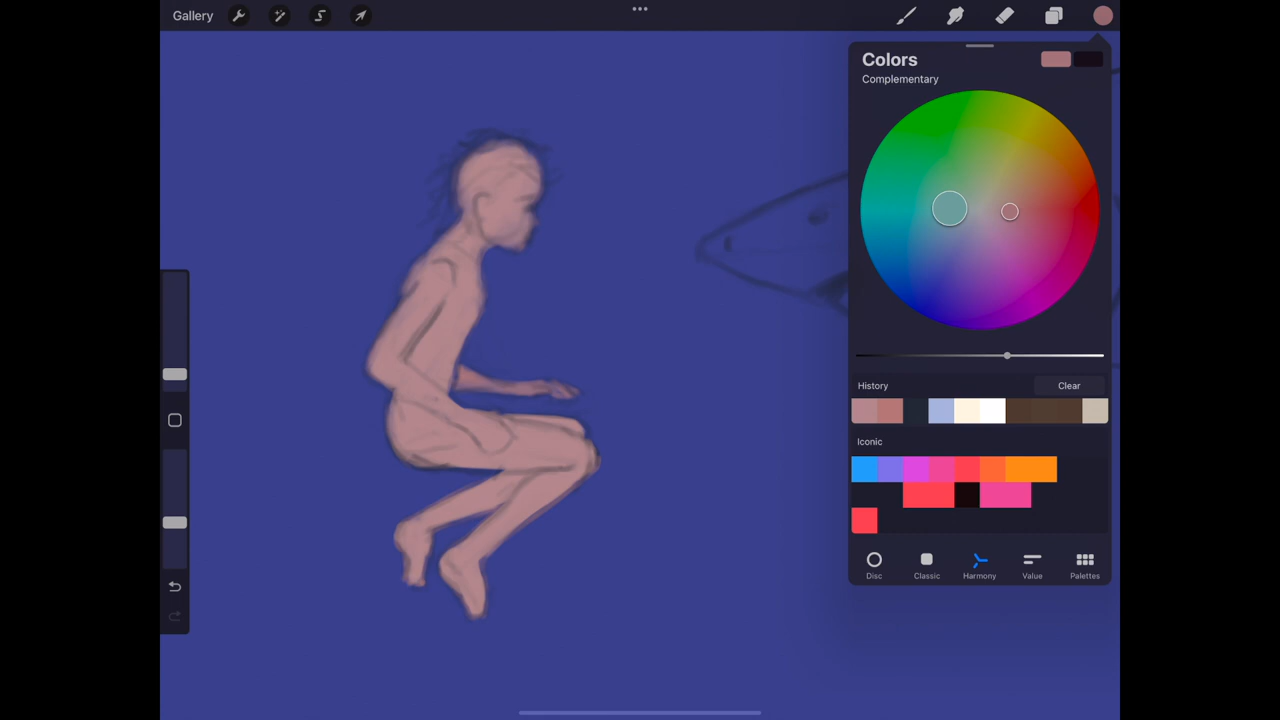 Gallery
Colors
Complementary
History
Clear
Iconic
Disc
Classic
Harmony
Value
Palettes